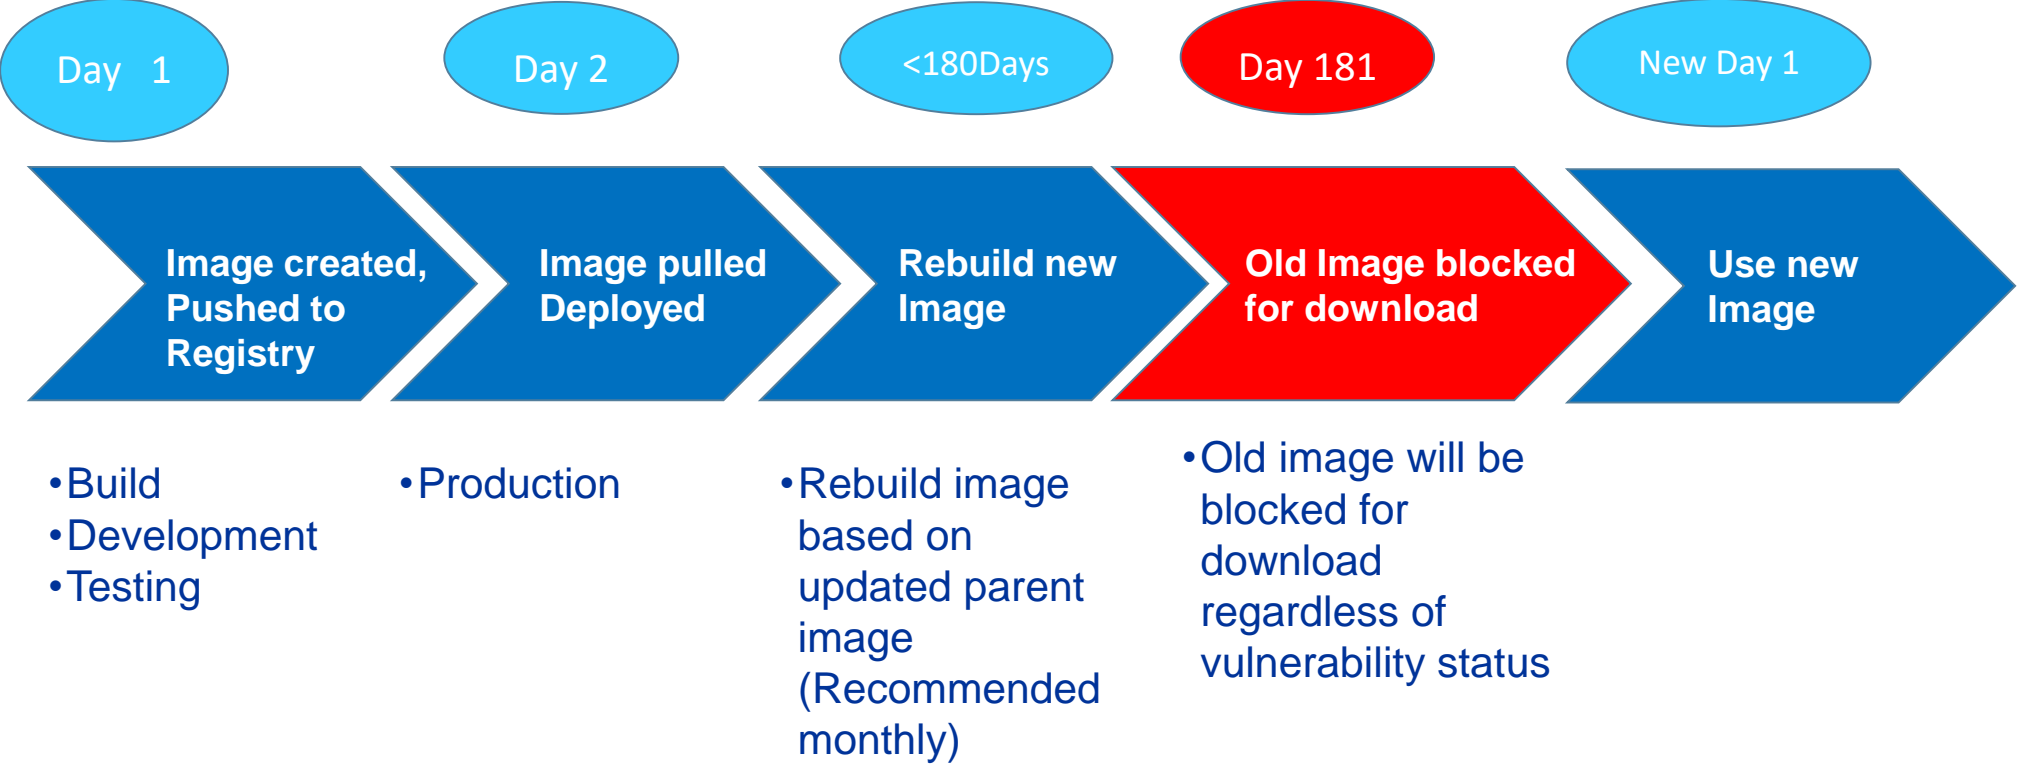 Day 1
Day 2
<180Days
Day 181
New Day 1
Image created,
Pushed to
Registry
Image pulled
Deployed
Rebuild new
Image
Old Image blocked
for download
Use new
Image
•Build
•Development
•Testing
•Production
•Rebuild image
based on
updated parent
image
(Recommended
monthly)
•Old image will be
blocked for
download
regardless of
vulnerability status